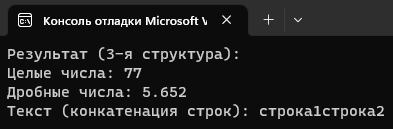 Консоль отладки Microsoft V
Результат (3-я структура):
Целые числа: 77
Дробные числа: 5.652
Текст (конкатенация строк): строка1строка2